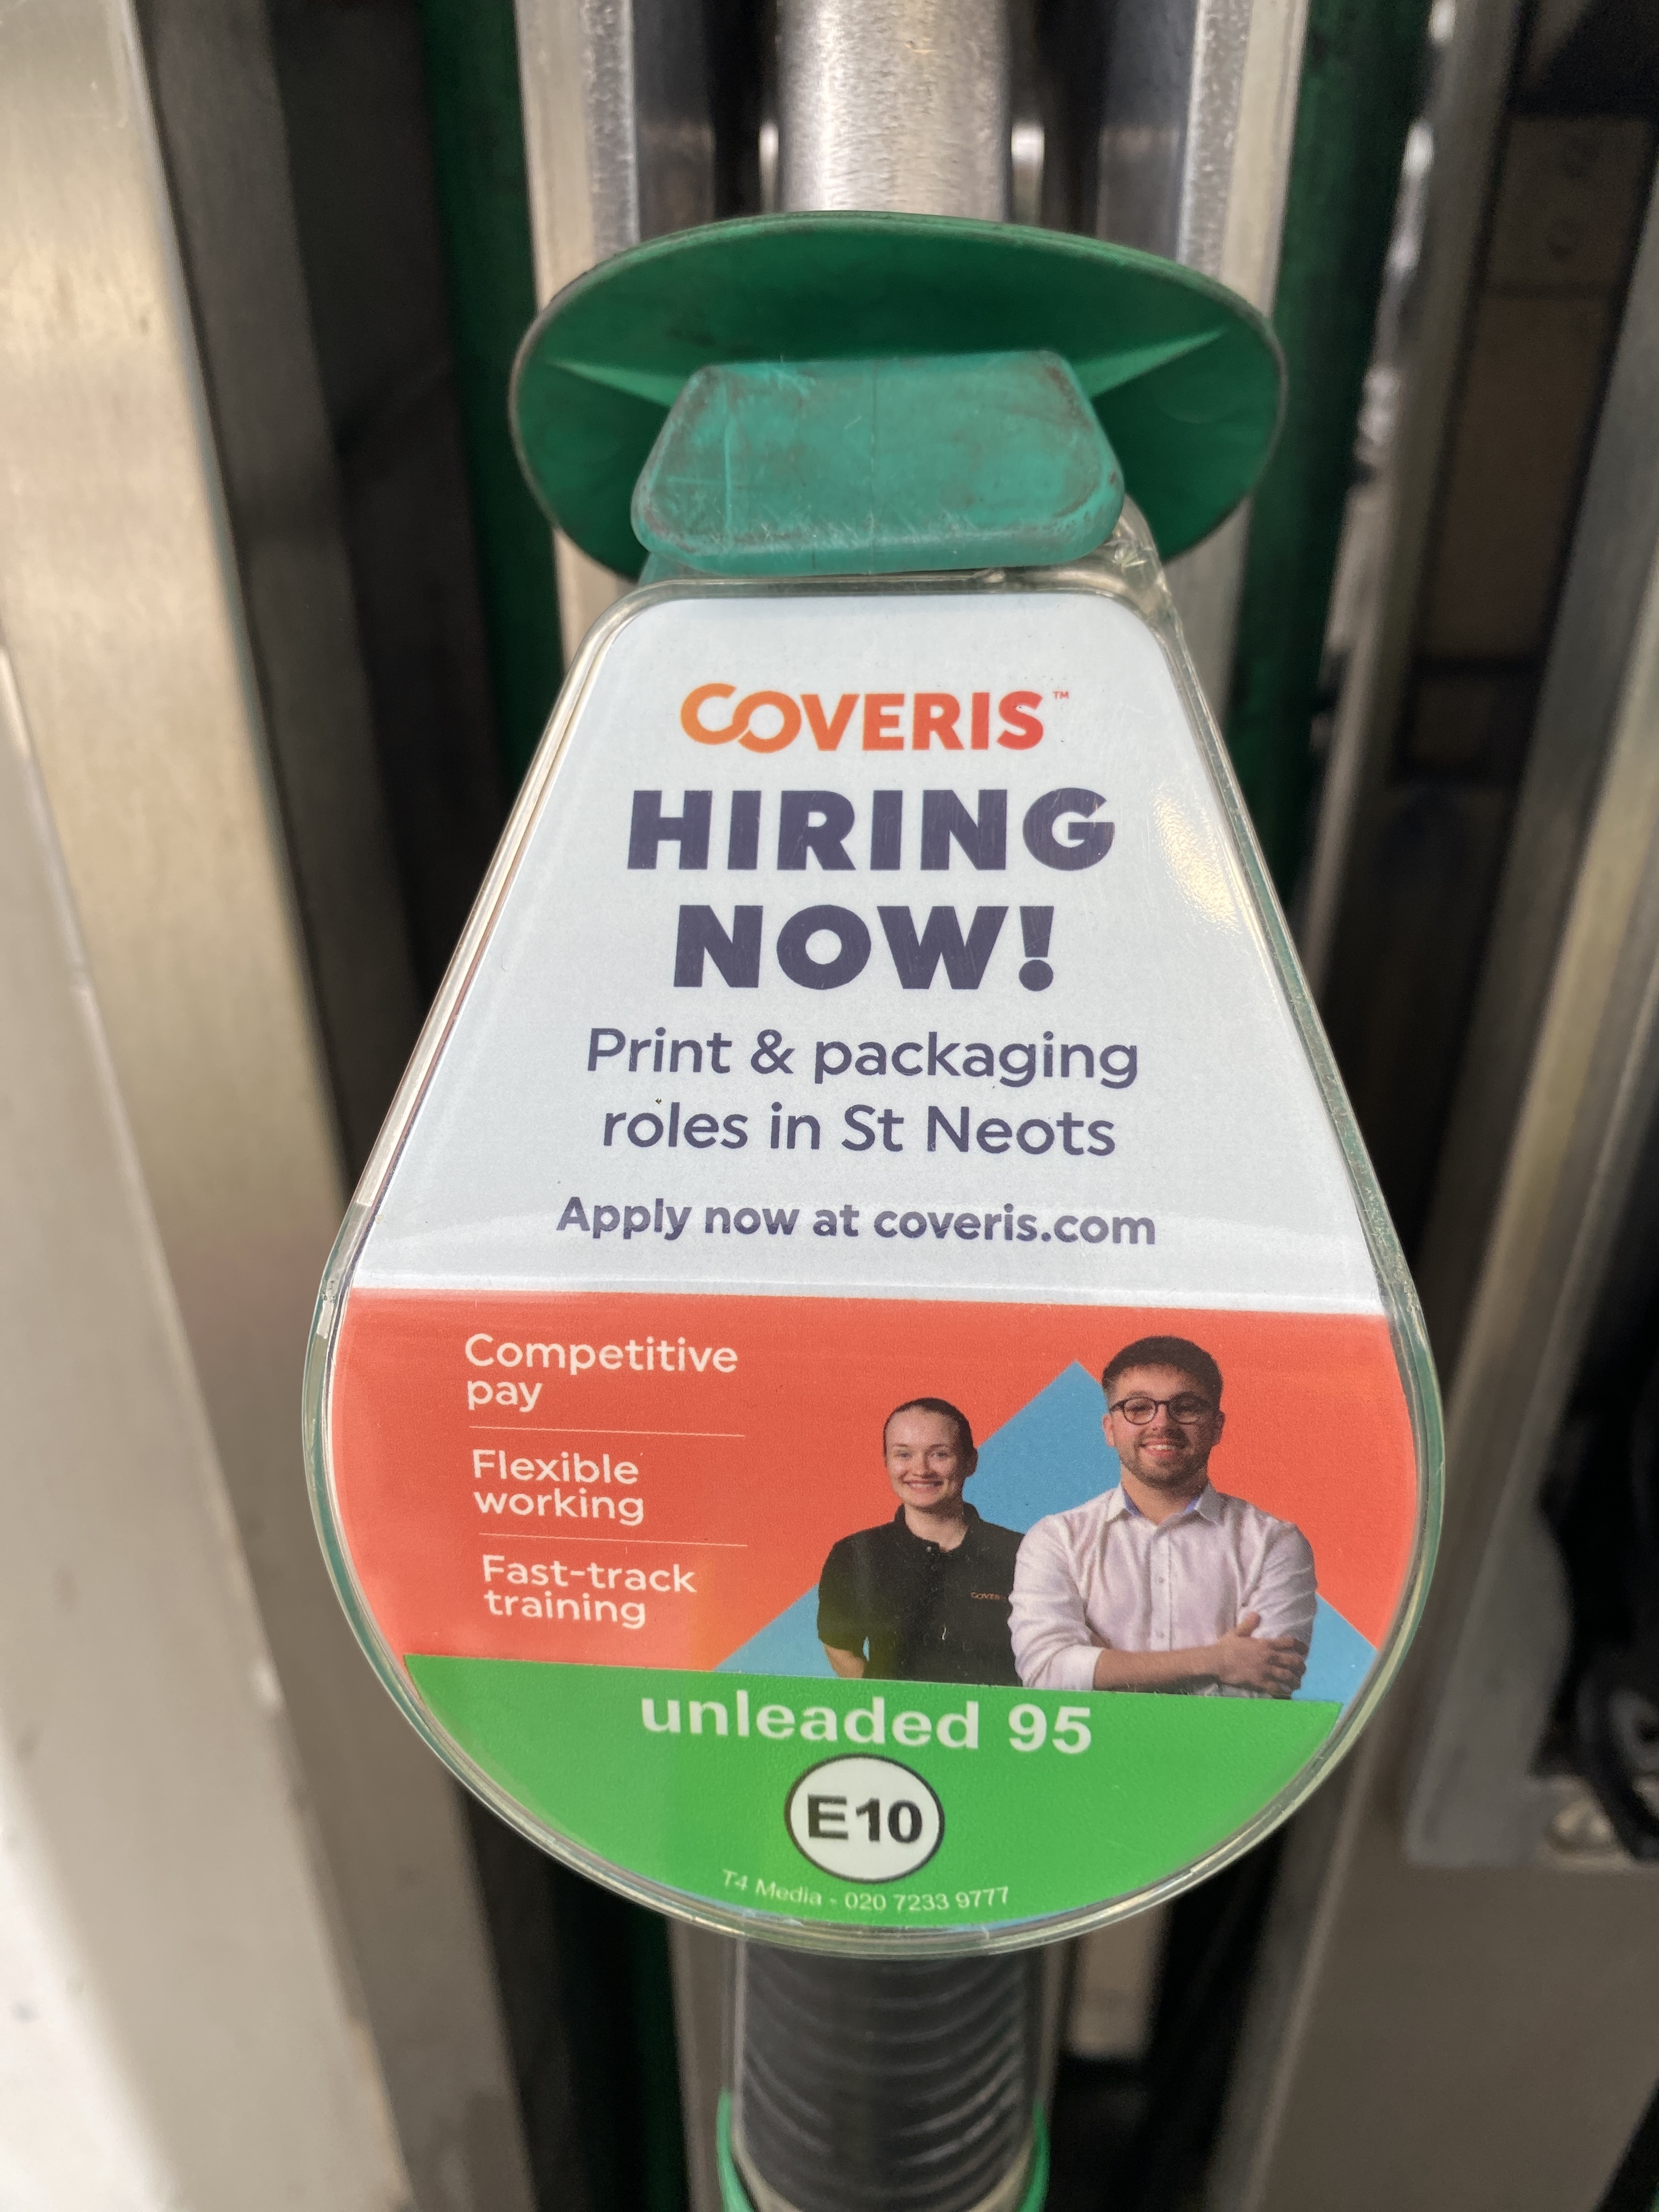 COVERIS™
HIRING
NOW!
Print & packaging
roles in St Neots
Apply now at coveris.com
Competitive
pay
Flexible
working
Fast-track
training
COVERIS
unleaded 95
E10
T4 Media - 020 7233 9777